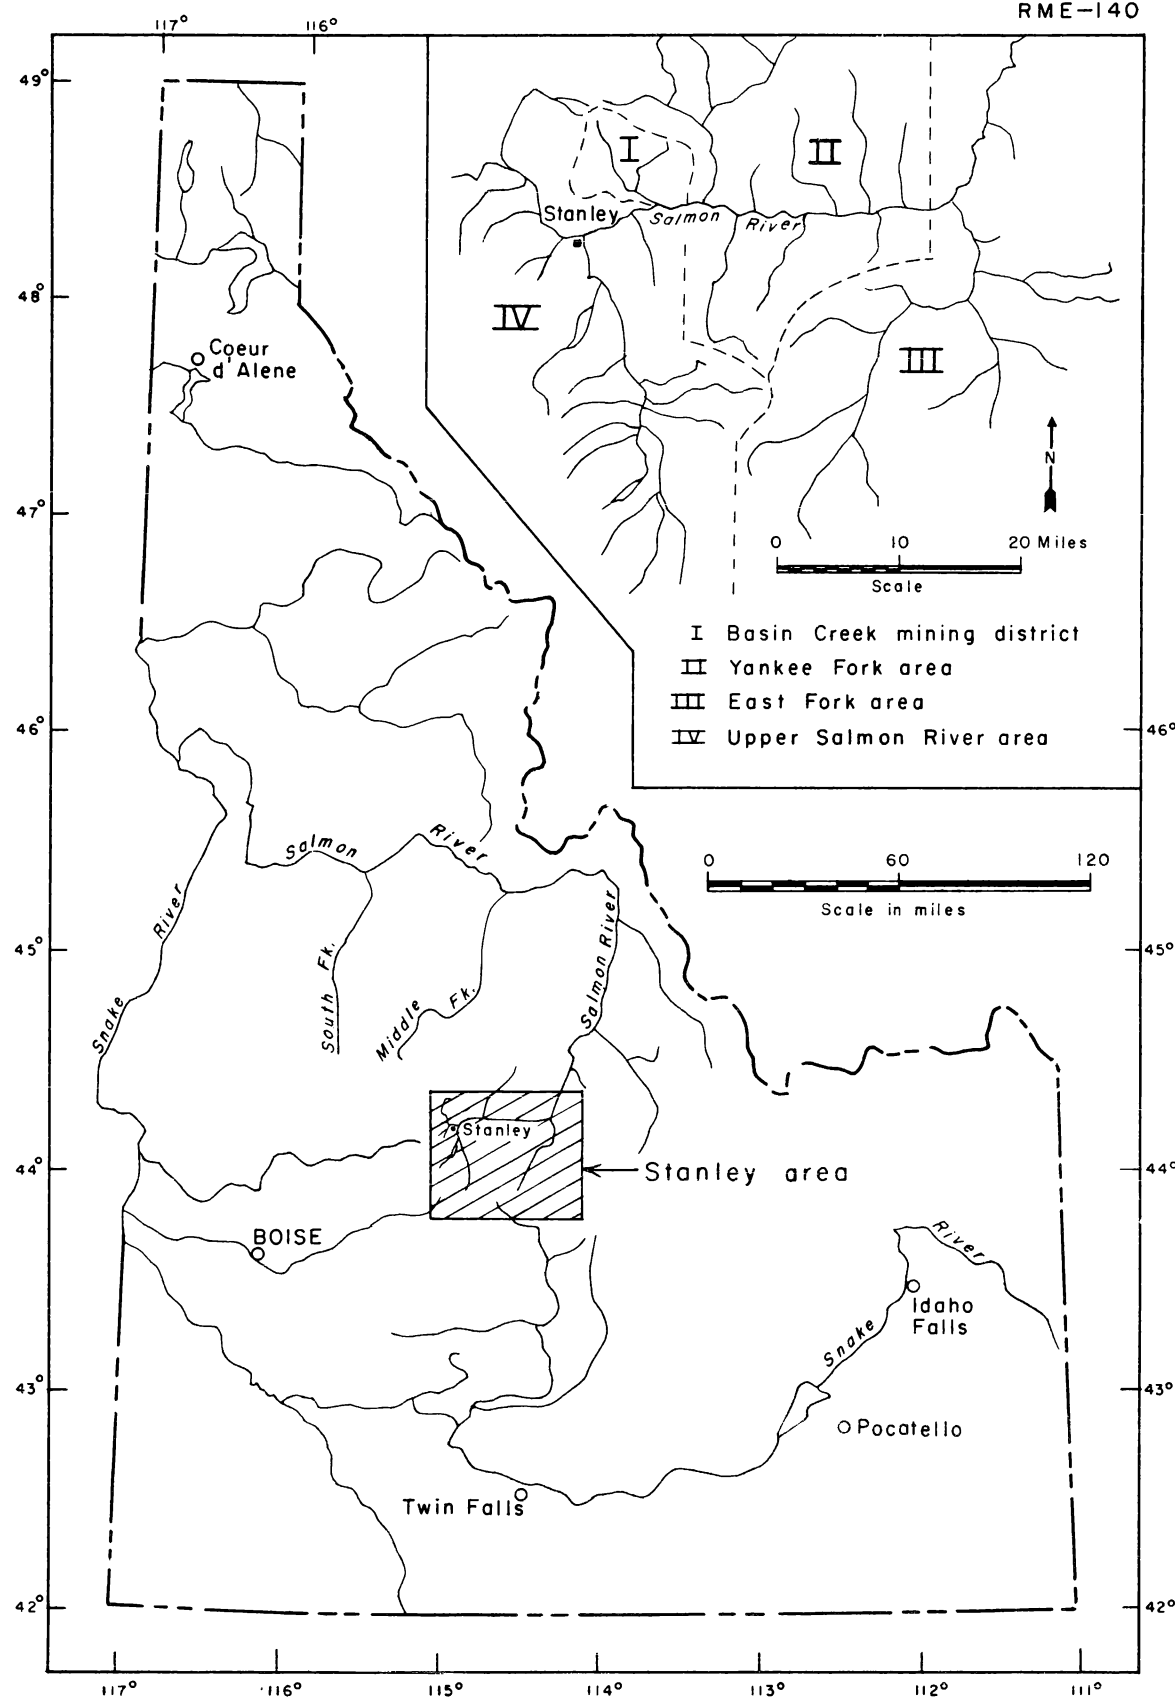 RME-140
117°
116°
49°
I
II
Stanley
Salmon
River
48°
IV
III
Coeur
d'Alene
N
47°
0 10 20 Miles
Scale
I Basin Creek mining district
II Yankee Fork area
III East Fork area
IV Upper Salmon River area
46°
46°
Salmon
River
0 60 120
Scale in miles
River
Salmon River
45°
45°
South Fk.
Middle Fk.
Snake
Stanley
44°
Stanley area
44°
BOISE
River
Idaho
Falls
Snake
43°
43°
Pocatello
Twin Falls
42°
42°
117°
116°
115°
114°
113°
112°
111°